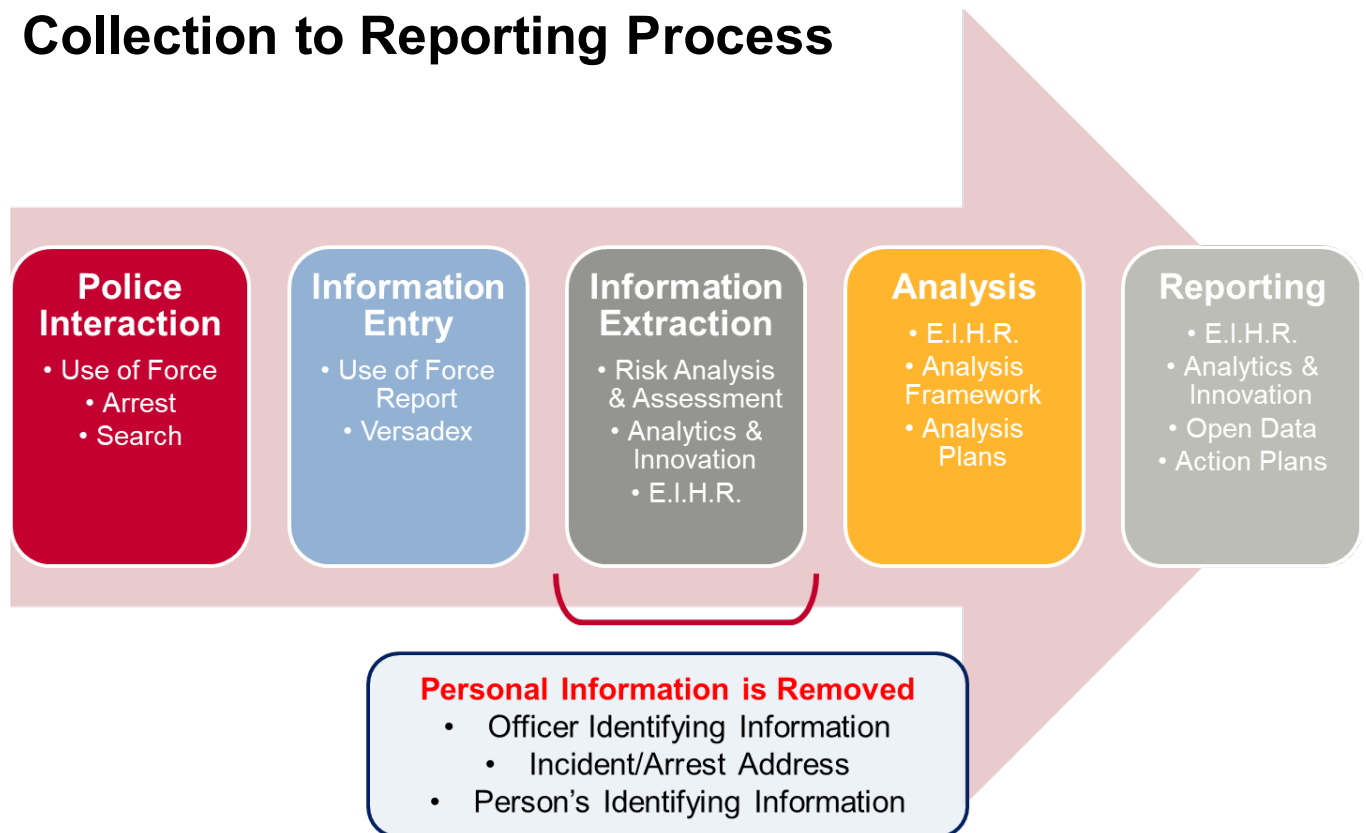 Collection to Reporting Process
Police
Interaction
• Use of Force
• Arrest
• Search
Information
Entry
• Use of Force
Report
• Versadex
Information
Extraction
• Risk Analysis
& Assessment
• Analytics &
Innovation
• E.I.H.R.
Analysis
• E.I.H.R.
• Analysis
Framework
• Analysis
Plans
Reporting
• E.I.H.R.
• Analytics &
Innovation
• Open Data
• Action Plans
Personal Information is Removed
• Officer Identifying Information
• Incident/Arrest Address
• Person's Identifying Information